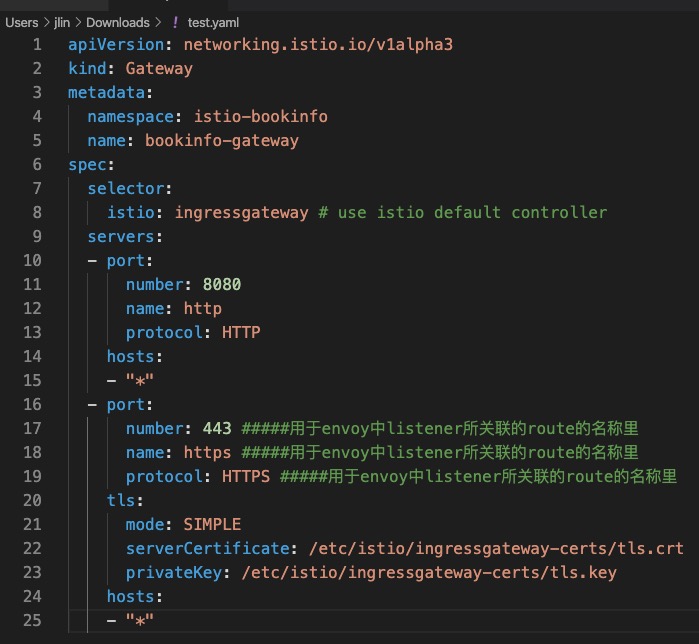 Users > jlin > Downloads > ! test.yaml
1 apiVersion: networking.istio.io/v1alpha3
2 kind: Gateway
3 metadata:
4   namespace: istio-bookinfo
5   name: bookinfo-gateway
6 spec:
7   selector:
8     istio: ingressgateway # use istio default controller
9   servers:
10   - port:
11       number: 8080
12       name: http
13       protocol: HTTP
14     hosts:
15     - "*"
16   - port:
17       number: 443 #####用于envoy中listener所关联的route的名称里
18       name: https #####用于envoy中listener所关联的route的名称里
19       protocol: HTTPS #####用于envoy中listener所关联的route的名称里
20     tls:
21       mode: SIMPLE
22       serverCertificate: /etc/istio/ingressgateway-certs/tls.crt
23       privateKey: /etc/istio/ingressgateway-certs/tls.key
24     hosts:
25     - "*"